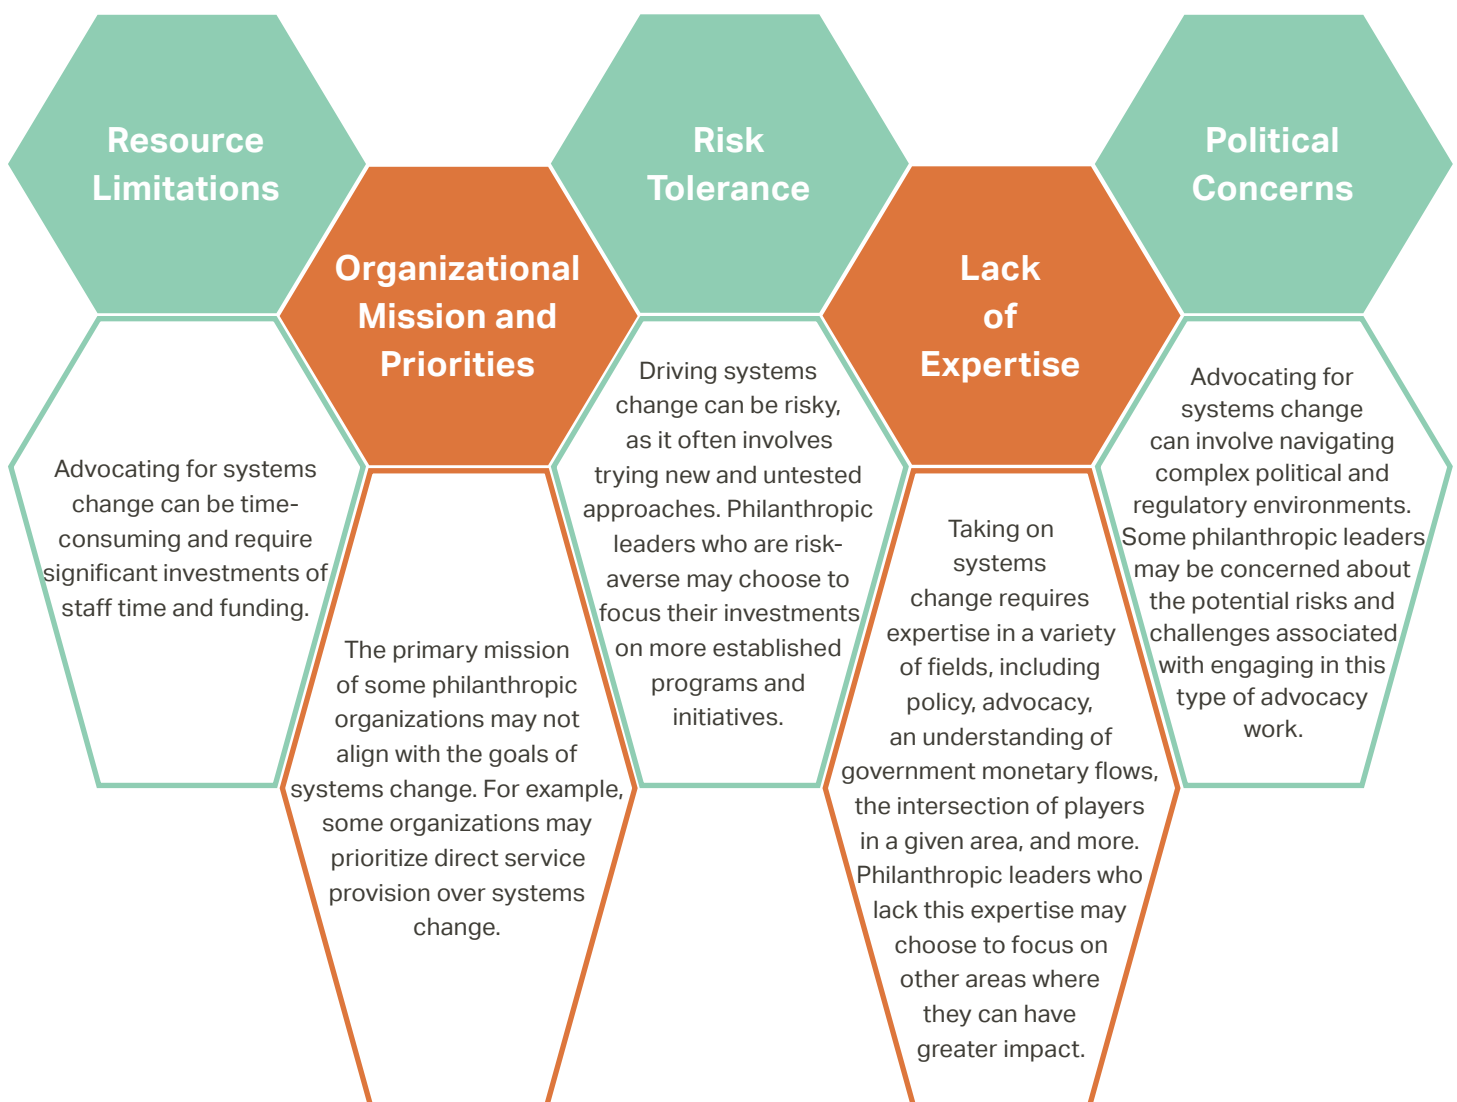 Resource
Limitations
Advocating for systems
change can be time-
consuming and require
significant investments of
staff time and funding.
Organizational
Mission and
Priorities
The primary mission
of some philanthropic
organizations may not
align with the goals of
systems change. For example,
some organizations may
prioritize direct service
provision over systems
change.
Risk
Tolerance
Driving systems
change can be risky,
as it often involves
trying new and untested
approaches. Philanthropic
leaders who are risk-
averse may choose to
focus their investments
on more established
programs and
initiatives.
Lack
of
Expertise
Taking on
systems
change requires
expertise in a variety
of fields, including
policy, advocacy,
an understanding of
government monetary flows,
the intersection of players
in a given area, and more.
Philanthropic leaders who
lack this expertise may
choose to focus on
other areas where
they can have
greater impact.
Political
Concerns
Advocating for
systems change
can involve navigating
complex political and
regulatory environments.
Some philanthropic leaders
may be concerned about
the potential risks and
challenges associated
with engaging in this
type of advocacy
work.